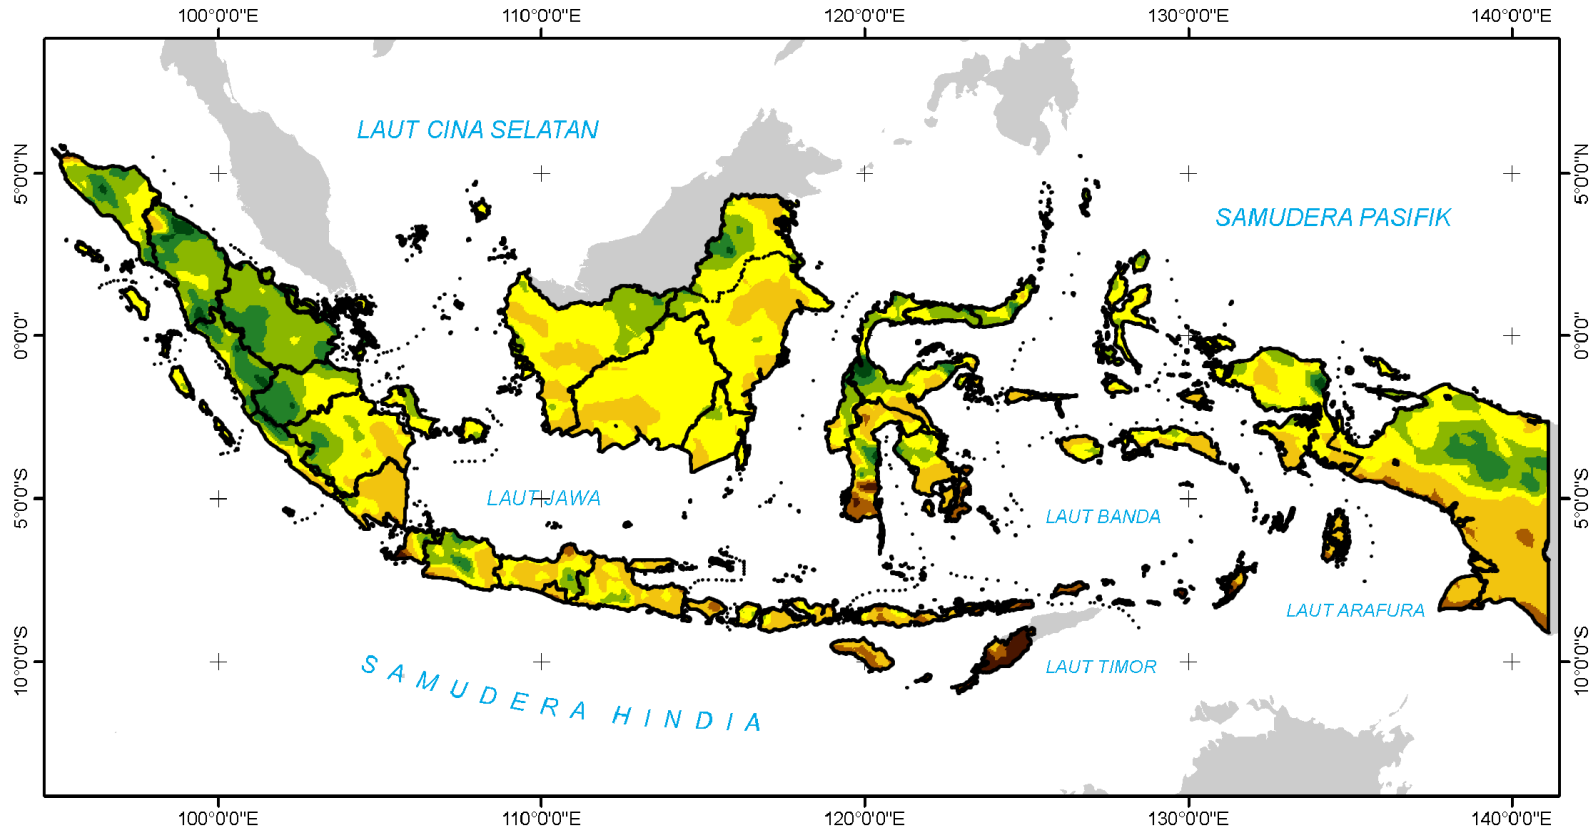 100°0'0"E 110°0'0"E 120°0'0"E 130°0'0"E 140°0'0"E
LAUT CINA SELATAN
5°0'0"N 5°0'0"N
SAMUDERA PASIFIK
0°0'0" 0°0'0"
LAUT JAWA
5°0'0"S 5°0'0"S
LAUT BANDA
LAUT ARAFURA
10°0'0"S 10°0'0"S
LAUT TIMOR
SAMUDERA HINDIA
100°0'0"E 110°0'0"E 120°0'0"E 130°0'0"E 140°0'0"E